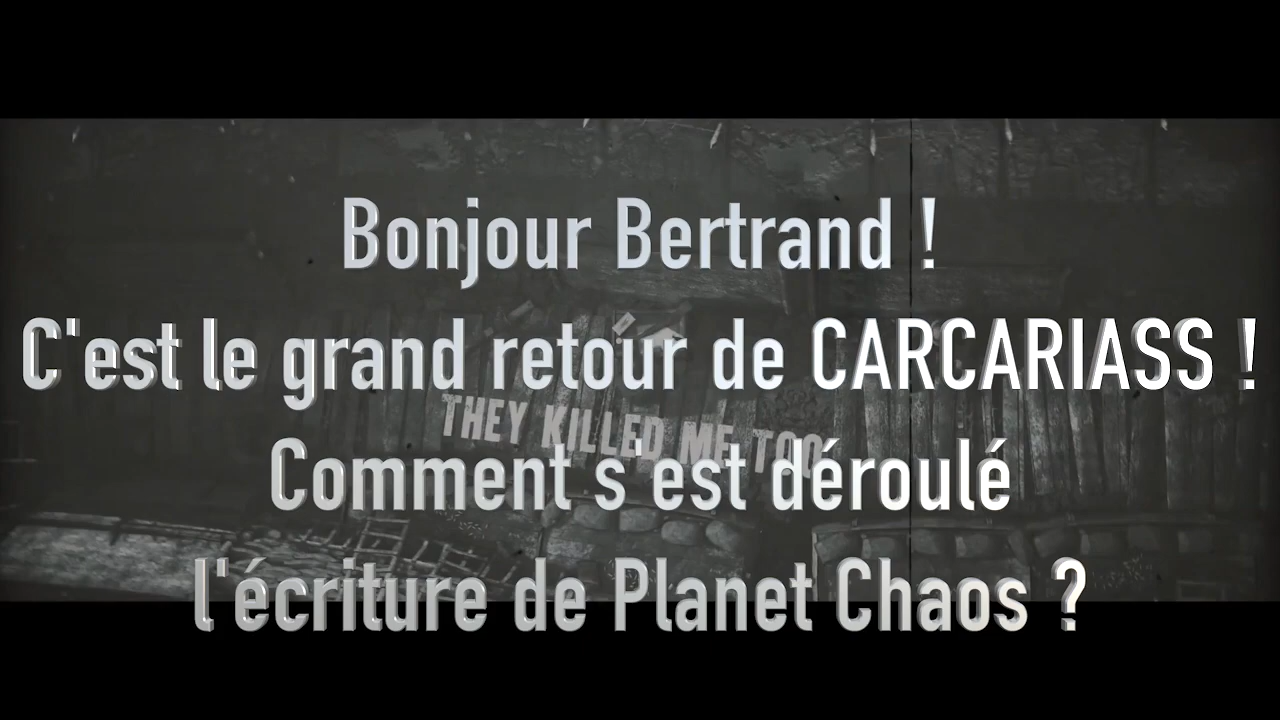 Bonjour Bertrand !
C'est le grand retour de CARCARIASS !
THEY KILLED ME TOO
Comment s'est déroulé
l'écriture de Planet Chaos ?